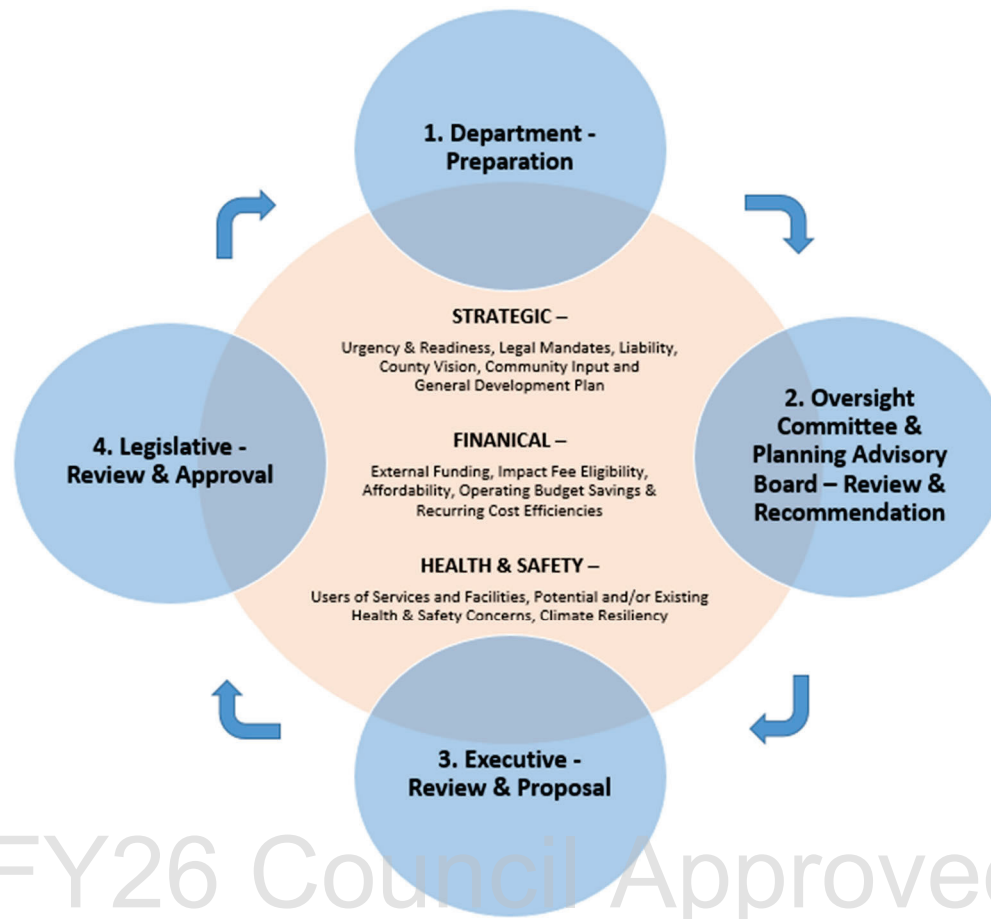 1. Department -
Preparation
STRATEGIC –
Urgency & Readiness, Legal Mandates, Liability,
County Vision, Community Input and
General Development Plan
2. Oversight
Committee &
Planning Advisory
Board – Review &
Recommendation
4. Legislative -
Review & Approval
FINANICAL –
External Funding, Impact Fee Eligibility,
Affordability, Operating Budget Savings &
Recurring Cost Efficiencies
HEALTH & SAFETY –
Users of Services and Facilities, Potential and/or Existing
Health & Safety Concerns, Climate Resiliency
3. Executive -
Review & Proposal
FY26 Council Approved